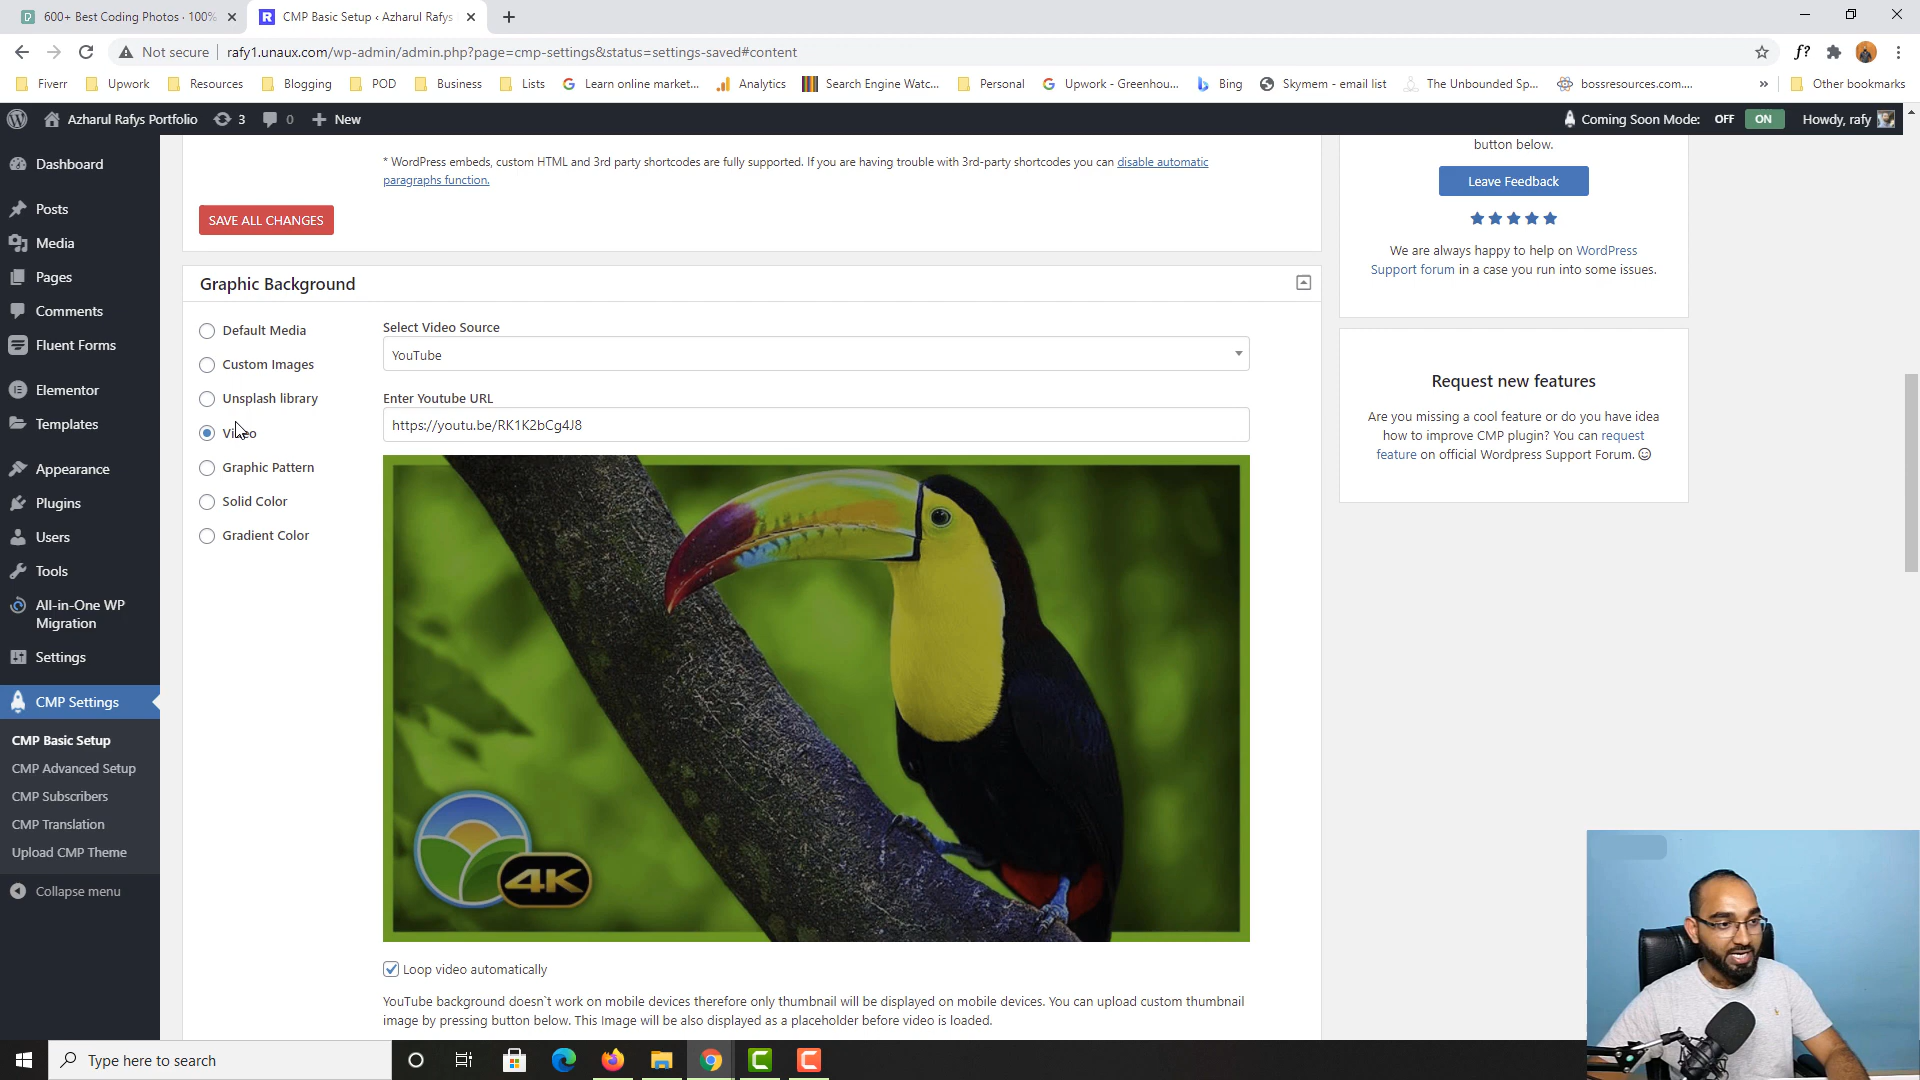 600+ Best Coding Photos · 100%
CMP Basic Setup ‹ Azharul Rafys
Not secure
rafy1.unaux.com/wp-admin/admin.php?page=cmp-settings&status=settings-saved#content
f?
Fiverr
Upwork
Resources
Blogging
POD
Business
Lists
Learn online market...
Analytics
Search Engine Watc...
Personal
Upwork - Greenhou...
Bing
Skymem - email list
The Unbounded Sp...
bossresources.com....
»
Other bookmarks
Azharul Rafys Portfolio
3
0
New
Coming Soon Mode:
OFF
ON
Howdy, rafy
Dashboard
Posts
Media
Pages
Comments
Fluent Forms
Elementor
Templates
Appearance
Plugins
Users
Tools
All-in-One WP
Migration
Settings
CMP Settings
CMP Basic Setup
CMP Advanced Setup
CMP Subscribers
CMP Translation
Upload CMP Theme
Collapse menu
* WordPress embeds, custom HTML and 3rd party shortcodes are fully supported. If you are having trouble with 3rd-party shortcodes you can disable automatic
paragraphs function.
SAVE ALL CHANGES
Graphic Background
Default Media
Custom Images
Unsplash library
Video
Graphic Pattern
Solid Color
Gradient Color
Select Video Source
YouTube
Enter Youtube URL
https://youtu.be/RK1K2bCg4J8
4K
Loop video automatically
YouTube background doesn`t work on mobile devices therefore only thumbnail will be displayed on mobile devices. You can upload custom thumbnail
image by pressing button below. This Image will be also displayed as a placeholder before video is loaded.
button below.
Leave Feedback
We are always happy to help on WordPress
Support forum in a case you run into some issues.
Request new features
Are you missing a cool feature or do you have idea
how to improve CMP plugin? You can request
feature on official Wordpress Support Forum.
Type here to search